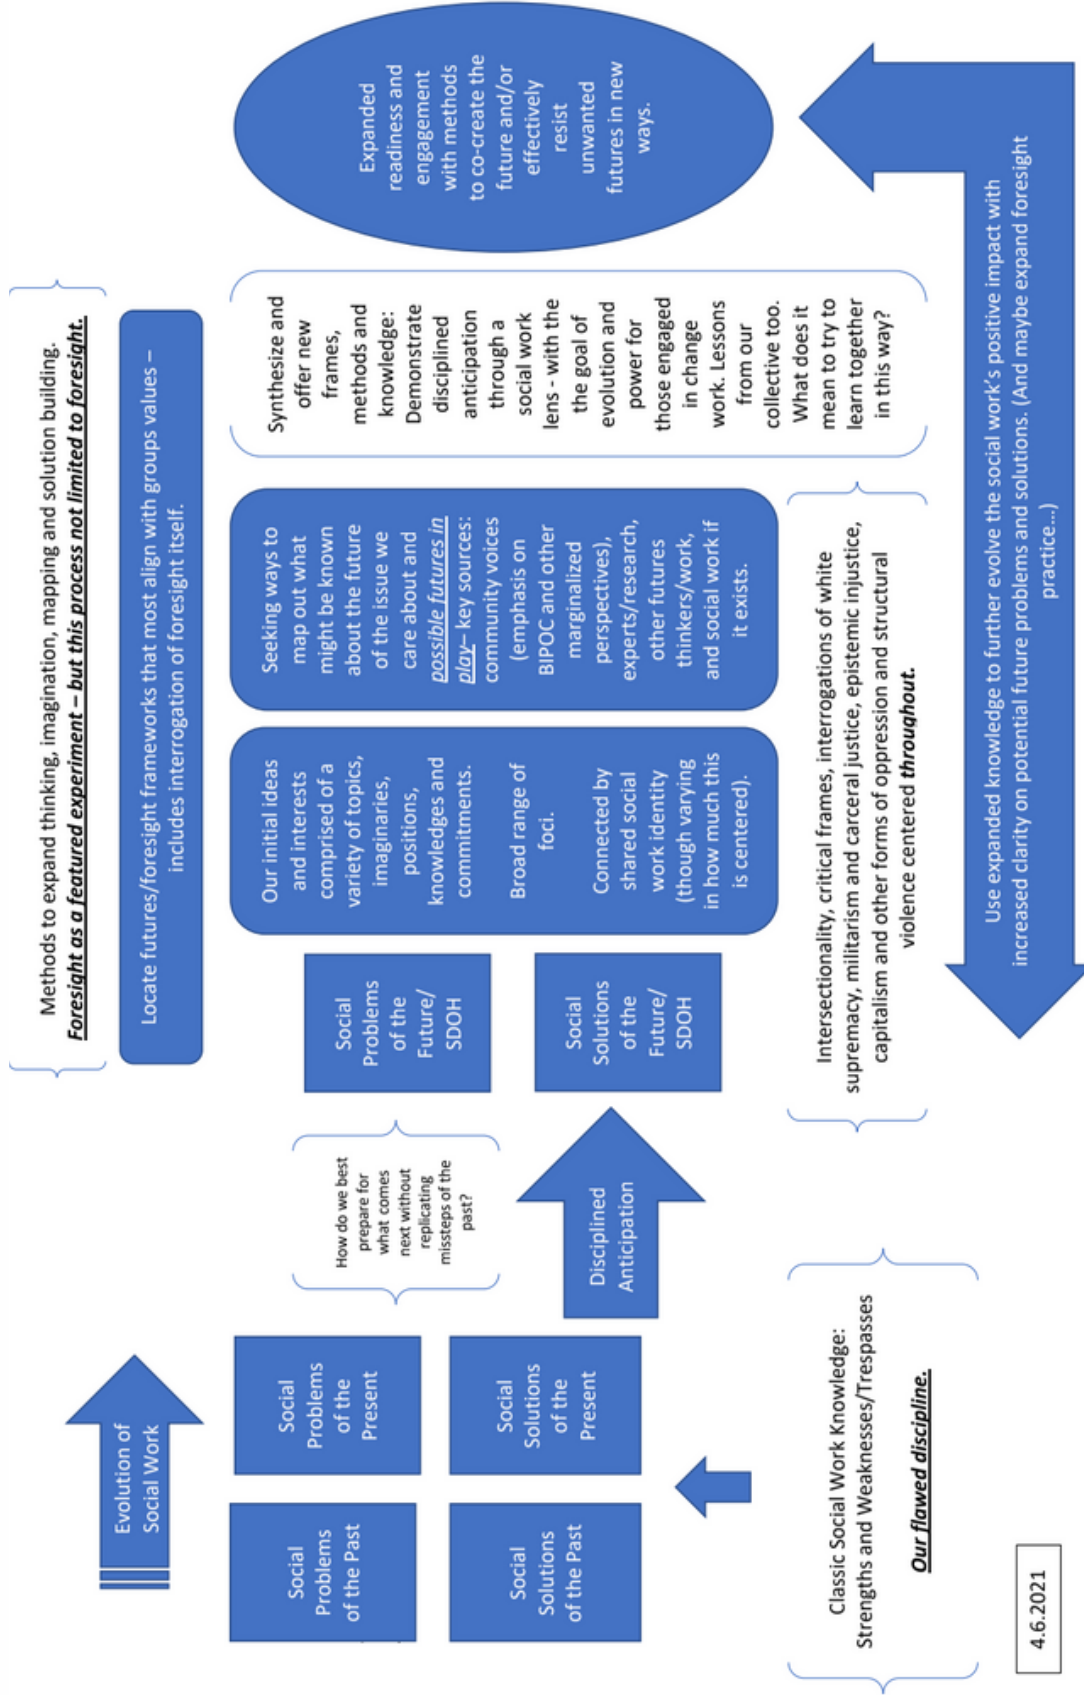 Evolution of
Social Work
Social
Problems
of the Past
Social
Problems
of the
Present
Social
Solutions
of the Past
Social
Solutions
of the
Present
Classic Social Work Knowledge:
Strengths and Weaknesses/Trespasses
Our flawed discipline.
4.6.2021
How do we best
prepare for
what comes
next without
replicating
missteps of the
past?
Disciplined
Anticipation
Methods to expand thinking, imagination, mapping and solution building.
Foresight as a featured experiment – but this process not limited to foresight.
Locate futures/foresight frameworks that most align with groups values –
includes interrogation of foresight itself.
Social
Problems
of the
Future/
SDOH
Social
Solutions
of the
Future/
SDOH
Our initial ideas
and interests
comprised of a
variety of topics,
imaginaries,
positions,
knowledges and
commitments.
Broad range of
foci.
Connected by
shared social
work identity
(though varying
in how much this
is centered).
Seeking ways to
map out what
might be known
about the future
of the issue we
care about and
possible futures in
play– key sources:
community voices
(emphasis on
BIPOC and other
marginalized
perspectives),
experts/research,
other futures
thinkers/work,
and social work if
it exists.
Synthesize and
offer new
frames,
methods and
knowledge:
Demonstrate
disciplined
anticipation
through a
social work
lens - with the
the goal of
evolution and
power for
those engaged
in change
work. Lessons
from our
collective too.
What does it
mean to try to
learn together
in this way?
Expanded
readiness and
engagement
with methods
to co-create the
future and/or
effectively
resist
unwanted
futures in new
ways.
Intersectionality, critical frames, interrogations of white
supremacy, militarism and carceral justice, epistemic injustice,
capitalism and other forms of oppression and structural
violence centered throughout.
Use expanded knowledge to further evolve the social work’s positive impact with
increased clarity on potential future problems and solutions. (And maybe expand foresight
practice…)